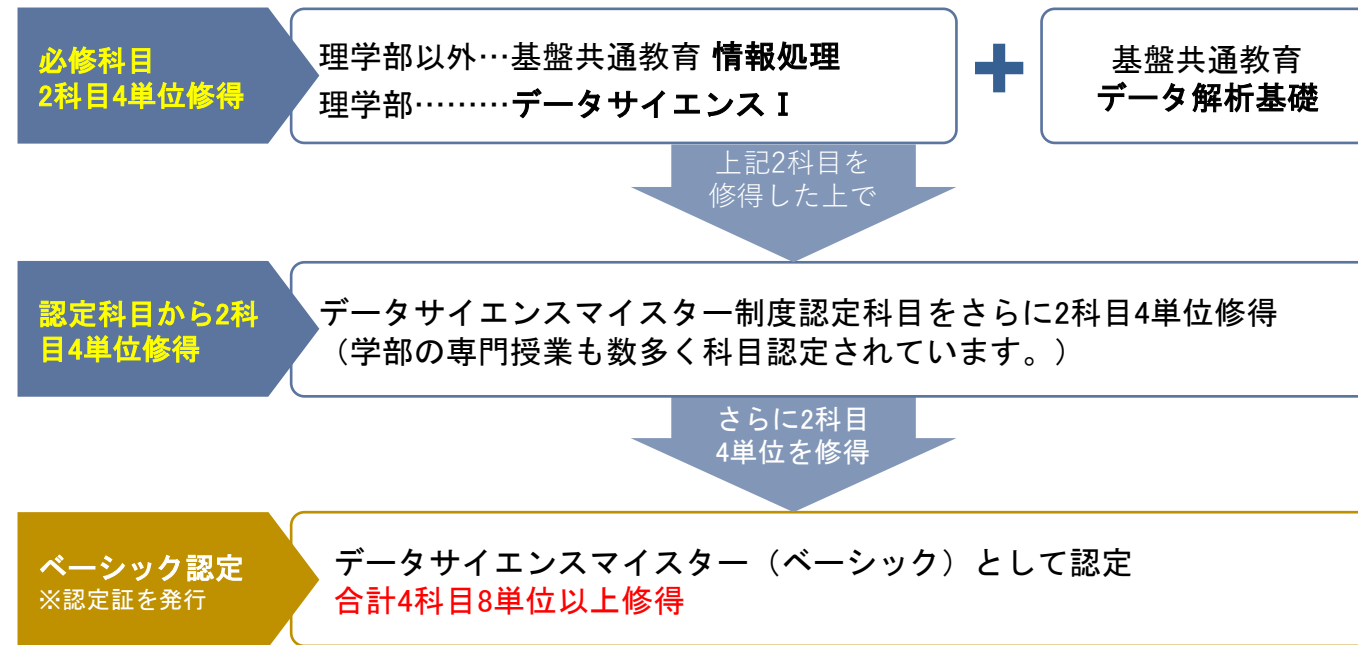 必修科目
2科目4単位修得
理学部以外…基盤共通教育 情報処理
理学部………データサイエンスⅠ
+
基盤共通教育
データ解析基礎
上記2科目を
修得した上で
認定科目から2科
目4単位修得
データサイエンスマイスター制度認定科目をさらに2科目4単位修得
（学部の専門授業も数多く科目認定されています。）
さらに2科目
4単位を修得
ベーシック認定
※認定証を発行
データサイエンスマイスター（ベーシック）として認定
合計4科目8単位以上修得